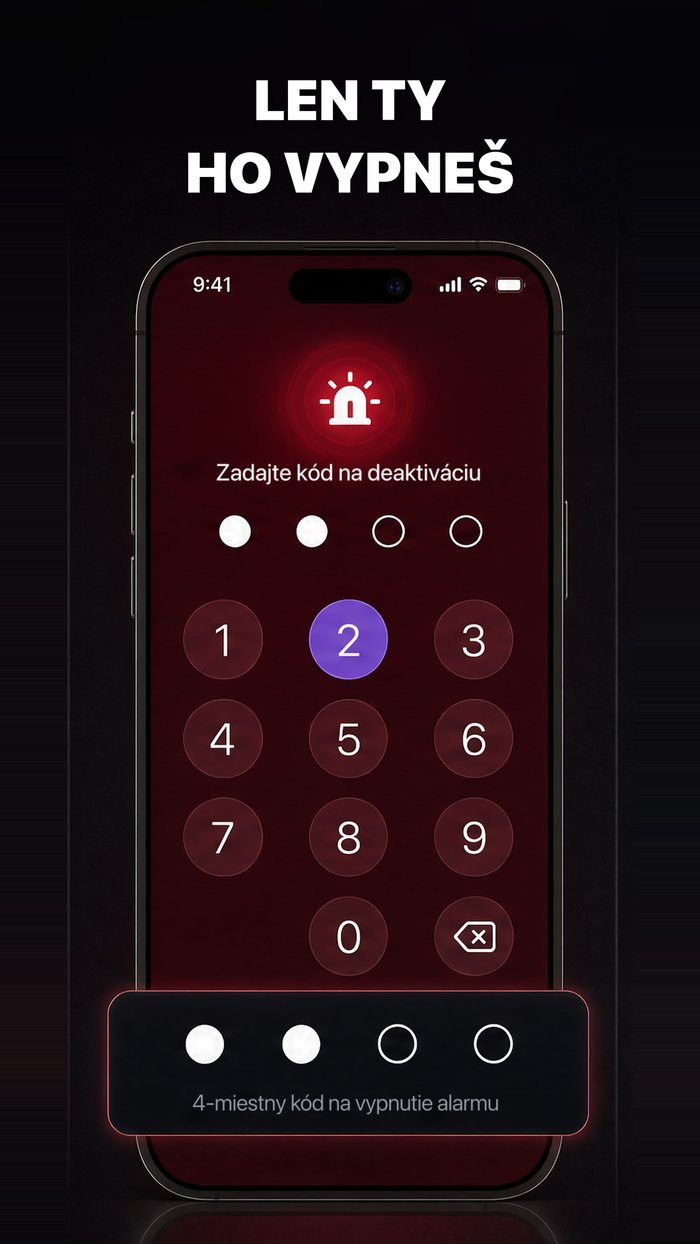 LEN TY
HO VYPNEŠ
9:41
Zadajte kód na deaktiváciu
1 2 3
4 5 6
7 8 9
0
4-miestny kód na vypnutie alarmu